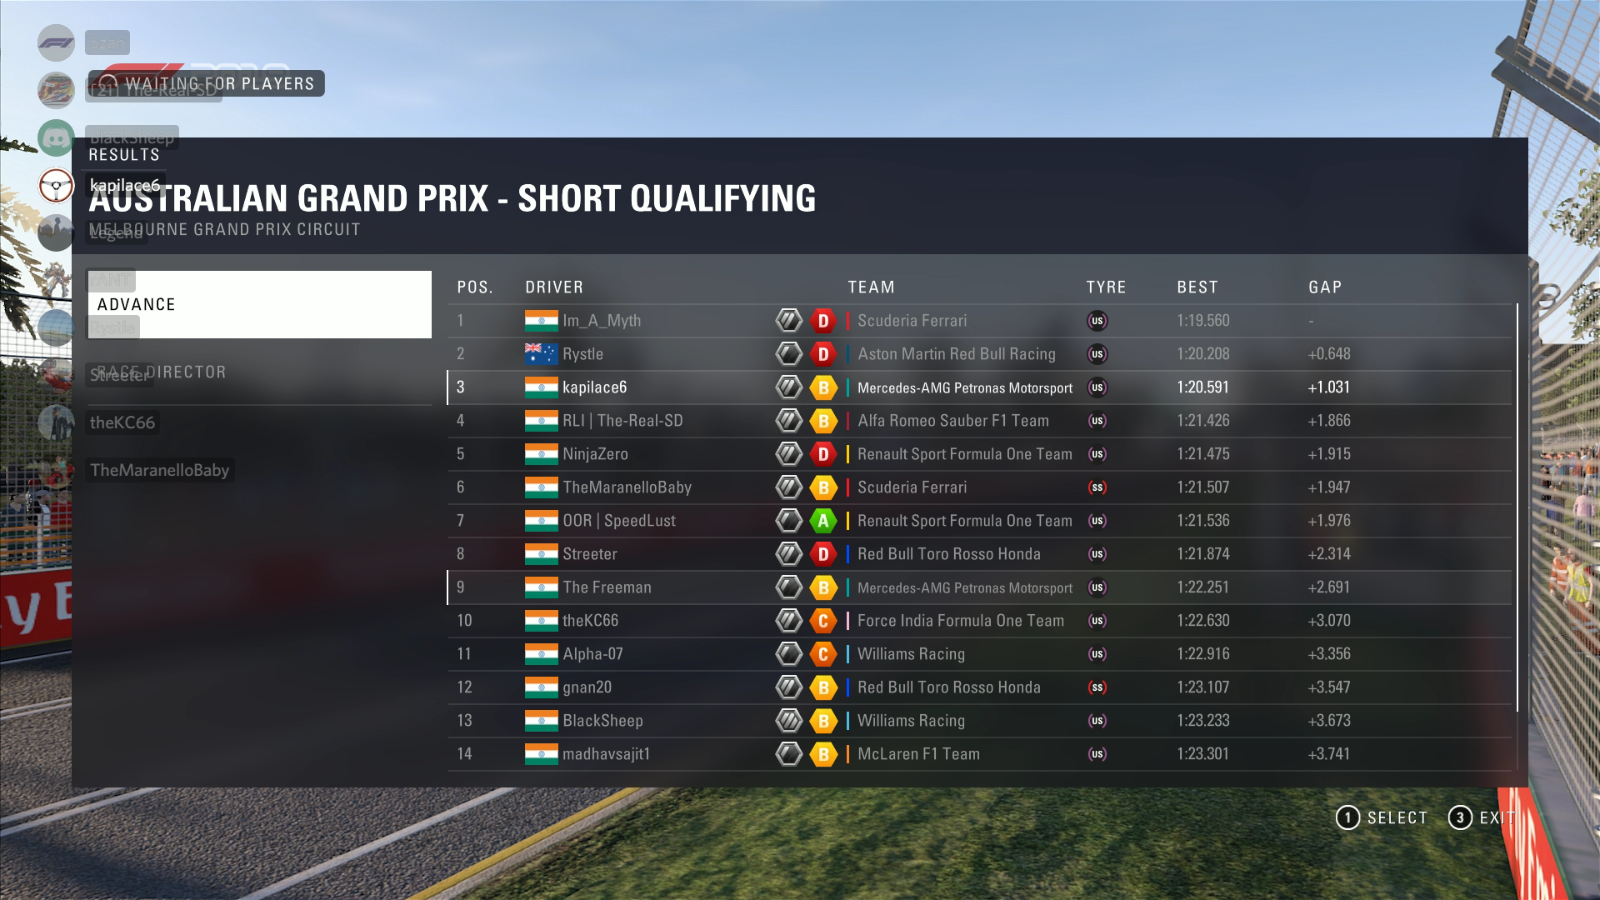 ozan
WAITING FOR PLAYERS
[21] The-Real-SD
BlackSheep
RESULTS
kapilace6
AUSTRALIAN GRAND PRIX - SHORT QUALIFYING
Legend
MELBOURNE GRAND PRIX CIRCUIT
ADVANCE
Rystle
RACE DIRECTOR
Streeter
theKC66
TheMaranelloBaby
POS. DRIVER TEAM TYRE BEST GAP
1 Im_A_Myth D Scuderia Ferrari US 1:19.560 -
2 Rystle D Aston Martin Red Bull Racing US 1:20.208 +0.648
3 kapilace6 B Mercedes-AMG Petronas Motorsport US 1:20.591 +1.031
4 RLI | The-Real-SD B Alfa Romeo Sauber F1 Team US 1:21.426 +1.866
5 NinjaZero D Renault Sport Formula One Team US 1:21.475 +1.915
6 TheMaranelloBaby B Scuderia Ferrari SS 1:21.507 +1.947
7 OOR | SpeedLust A Renault Sport Formula One Team US 1:21.536 +1.976
8 Streeter D Red Bull Toro Rosso Honda US 1:21.874 +2.314
9 The Freeman B Mercedes-AMG Petronas Motorsport US 1:22.251 +2.691
10 theKC66 C Force India Formula One Team US 1:22.630 +3.070
11 Alpha-07 C Williams Racing US 1:22.916 +3.356
12 gnan20 B Red Bull Toro Rosso Honda SS 1:23.107 +3.547
13 BlackSheep B Williams Racing US 1:23.233 +3.673
14 madhavsajit1 B McLaren F1 Team US 1:23.301 +3.741
1 SELECT 3 EXIT